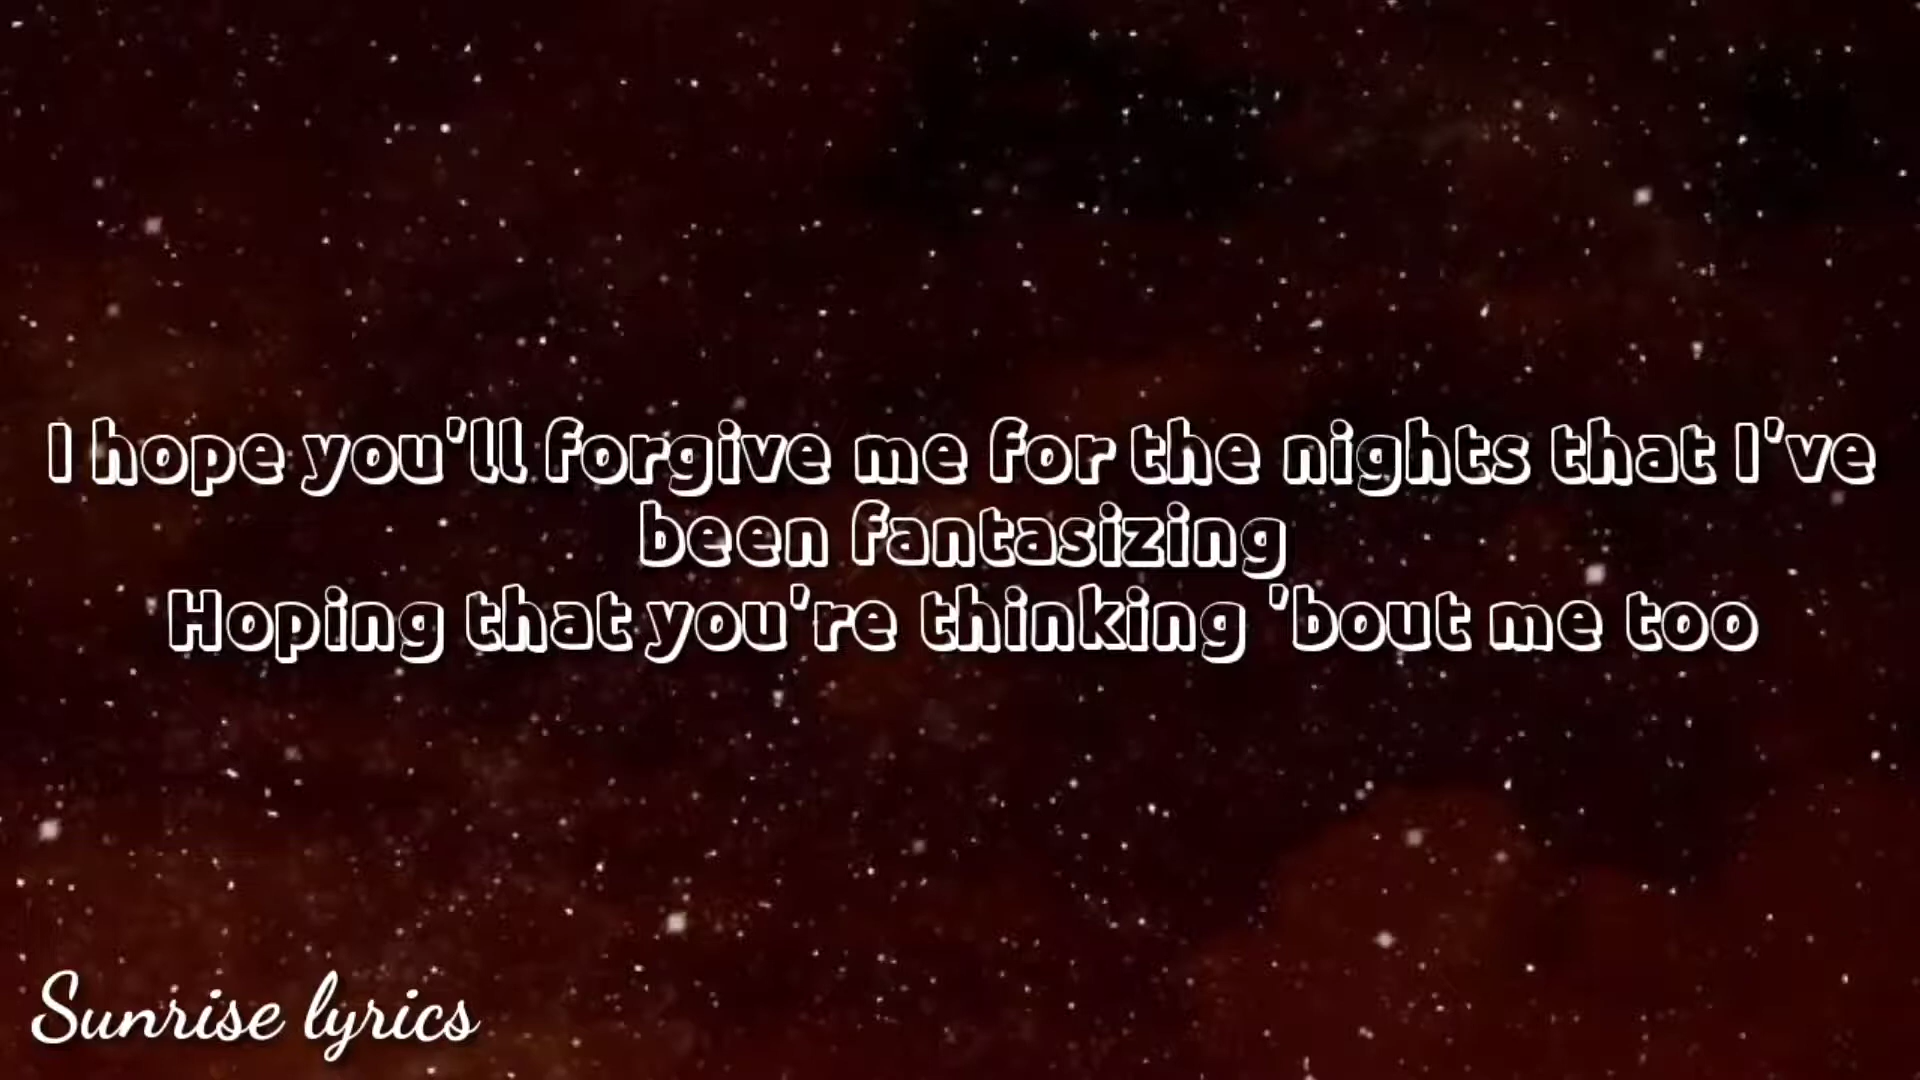 I hope you'll forgive me for the nights that I've
been fantasizing
Hoping that you're thinking 'bout me too
Sunrise lyrics